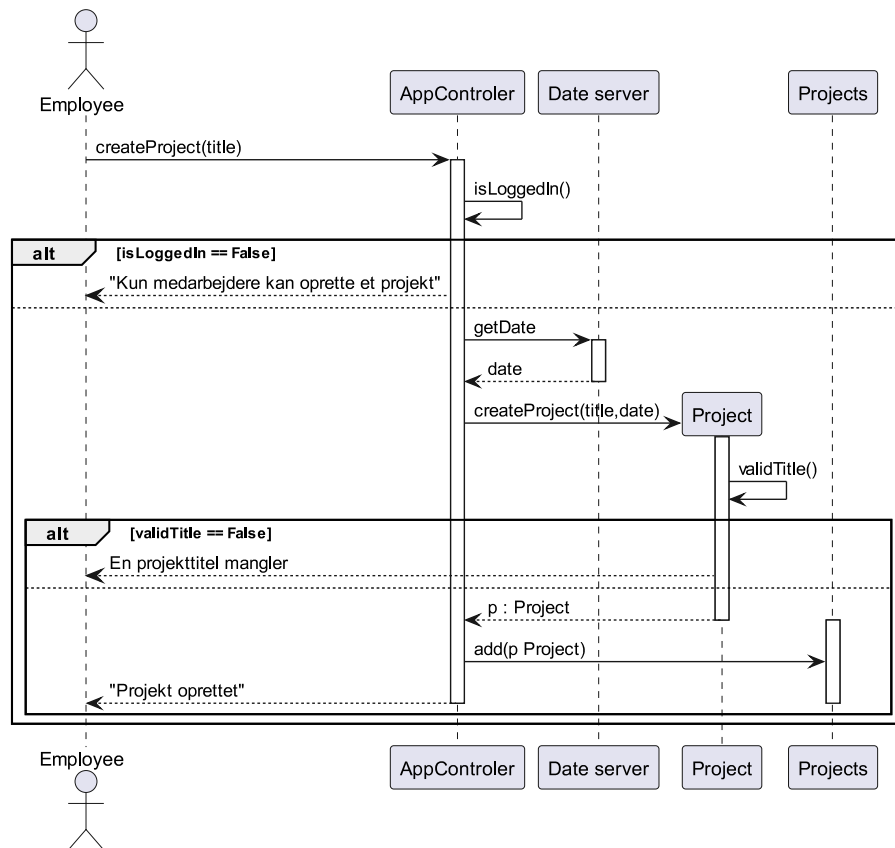 Employee
AppControler
Date server
Projects
createProject(title)
isLoggedIn()
alt [isLoggedIn == False]
"Kun medarbejdere kan oprette et projekt"
getDate
date
createProject(title,date)
Project
validTitle()
alt [validTitle == False]
En projekttitel mangler
p : Project
add(p Project)
"Projekt oprettet"
Employee
AppControler
Date server
Project
Projects